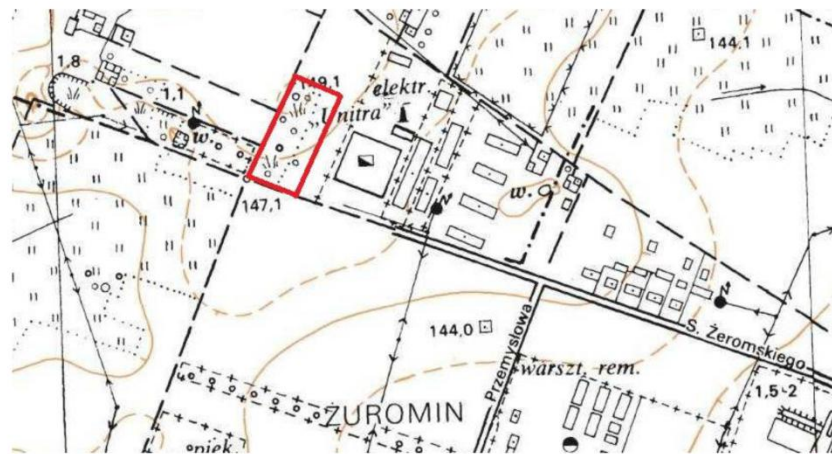 144,1
1.8
149,1
elektr.
1,1
"Unitra"
w.
w.
147,1
144,0
Przemysłowa
S. Żeromskiego
warszt. rem.
1,5-2
ŻUROMIN
piek.